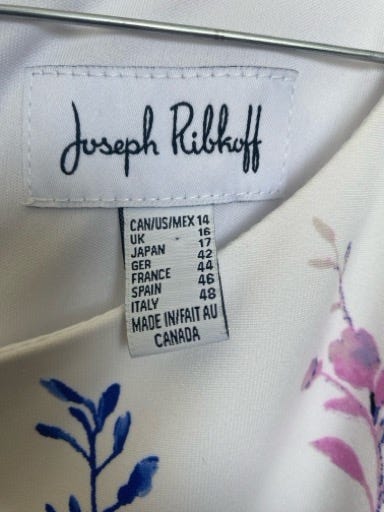 Joseph Ribkoff
CAN/US/MEX 14
UK 16
JAPAN 17
GER 42
FRANCE 44
SPAIN 46
ITALY 48
MADE IN/FAIT AU
CANADA